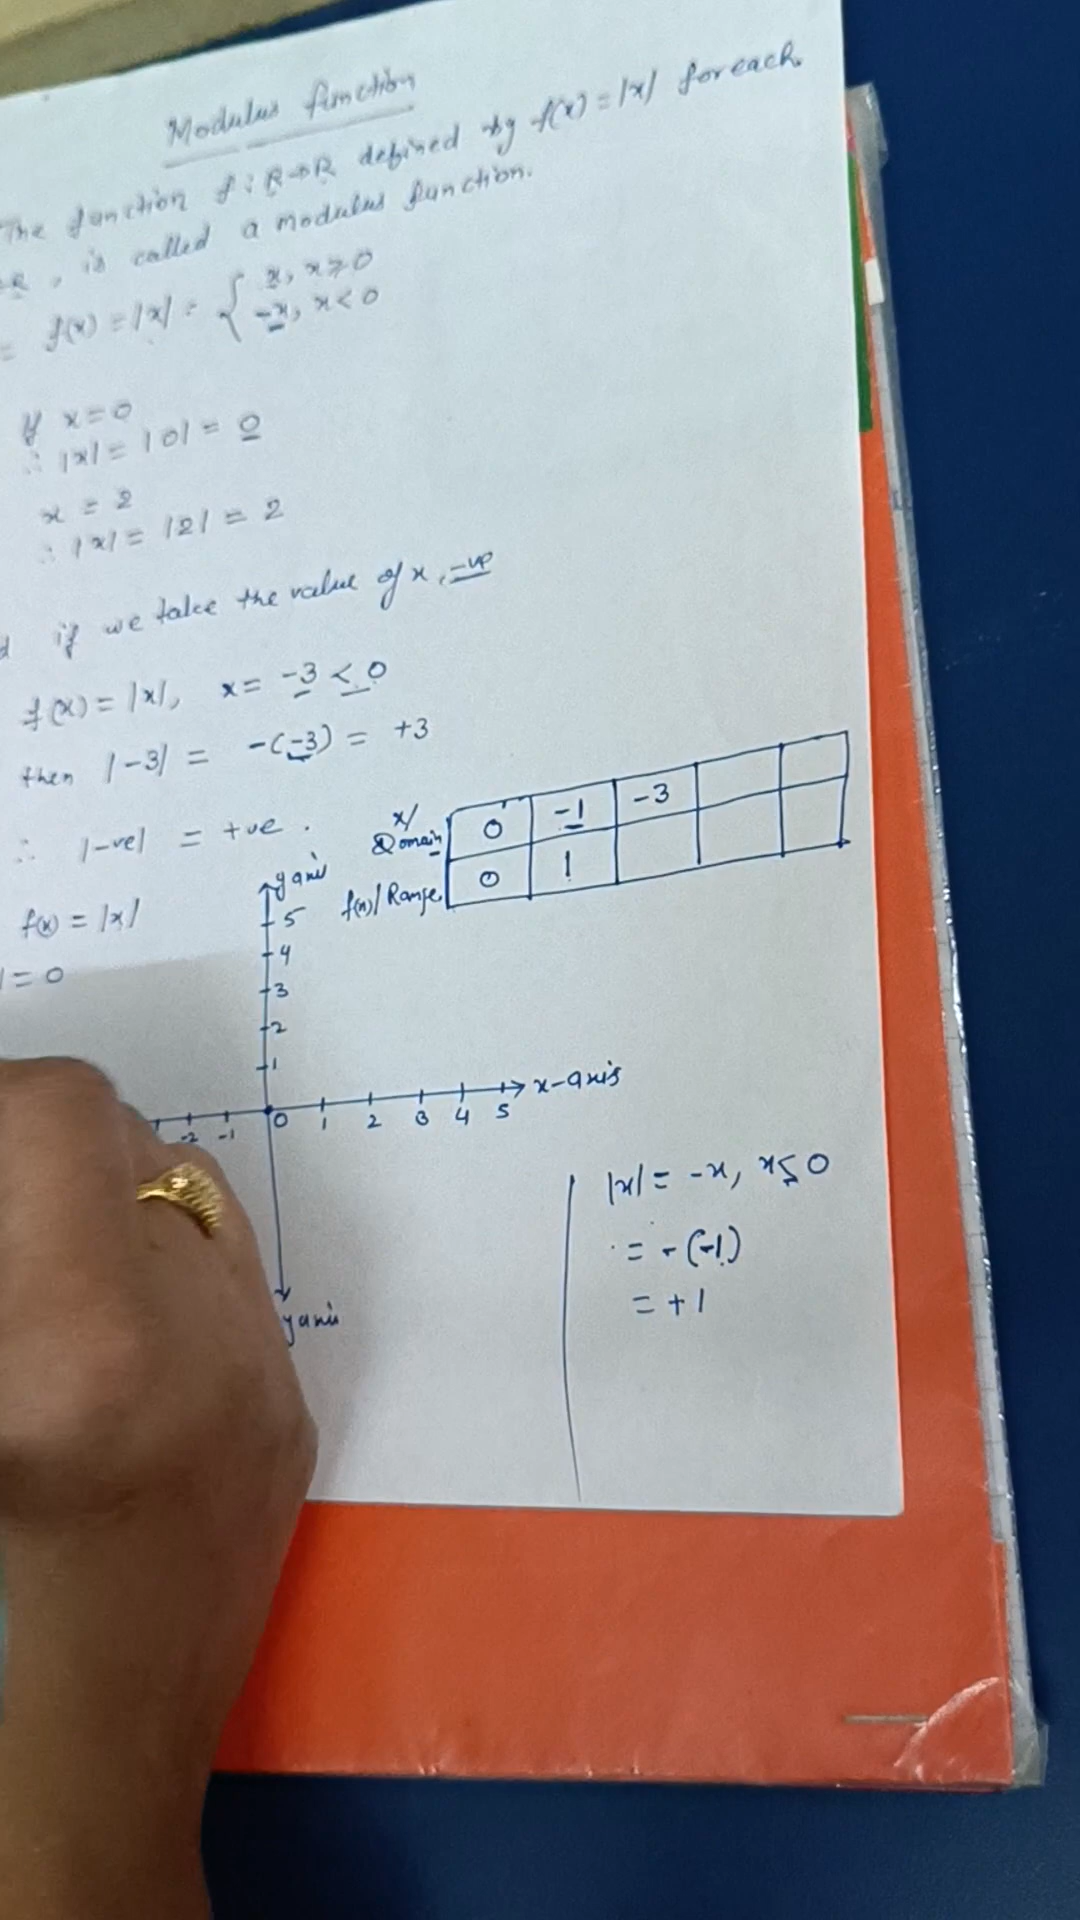 Modulus function
The function f : R→R defined by f(x) = |x| for each
R, is called a modulus function.
= f(x) = |x| = { x, x ≥ 0
-x, x < 0
If x = 0
∴ |x| = |0| = 0
x = 2
∴ |x| = |2| = 2
d if we take the value of x, -ve
f(x) = |x|, x = -3 < 0
then |-3| = -(-3) = +3
∴ |-ve| = +ve .
x/ Domain 0 -1 -3
f(x)/Range 0 1
f(x) = |x|
| = 0
y axis
5
4
3
2
1
-2 -1 0 1 2 3 4 5 x-axis
y axis
|x| = -x, x ≤ 0
= -(-1)
= +1